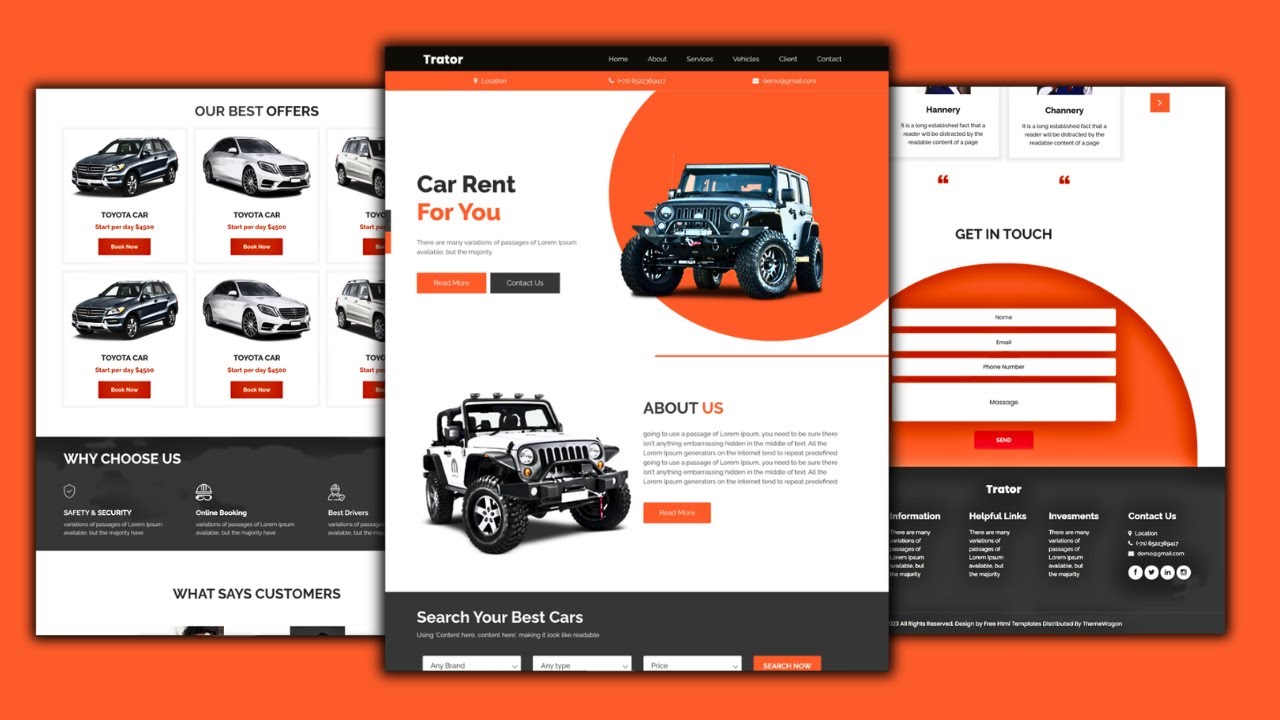 OUR BEST OFFERS
TOYOTA CAR
Start per day $4500
Book Now
TOYOTA CAR
Start per day $4500
Book Now
TOYOTA CAR
Start per day $4500
Book Now
TOYOTA CAR
Start per day $4500
Book Now
WHY CHOOSE US
SAFETY & SECURITY
variations of passages of Lorem Ipsum
available, but the majority have
Online Booking
variations of passages of Lorem Ipsum
available, but the majority have
Best Drivers
variations of passages
available, but the majo
WHAT SAYS CUSTOMERS
Trator
Home About Services Vehicles Client Contact
Location (+71) 8522369417 demo@gmail.com
Car Rent
For You
There are many variations of passages of Lorem Ipsum
available, but the majority
Read More Contact Us
ABOUT US
going to use a passage of Lorem Ipsum, you need to be sure there
isn't anything embarrassing hidden in the middle of text. All the
Lorem Ipsum generators on the Internet tend to repeat predefined
going to use a passage of Lorem Ipsum, you need to be sure there
isn't anything embarrassing hidden in the middle of text. All the
Lorem Ipsum generators on the Internet tend to repeat predefined
Read More
Search Your Best Cars
Using 'Content here, content here', making it look like readable
Any Brand Any type Price SEARCH NOW
Hannery
It is a long established fact that a
reader will be distracted by the
readable content of a page
Channery
It is a long established fact that a
reader will be distracted by the
readable content of a page
GET IN TOUCH
Name
Email
Phone Number
Massage
SEND
Trator
Information
There are many
variations of
passages of
Lorem Ipsum
available, but
the majority
Helpful Links
There are many
variations of
passages of
Lorem Ipsum
available, but
the majority
Invesments
There are many
variations of
passages of
Lorem Ipsum
available, but
the majority
Contact Us
Location
(+71) 8522369417
demo@gmail.com
023 All Rights Reserved. Design by Free Html Templates Distributed By ThemeWagon